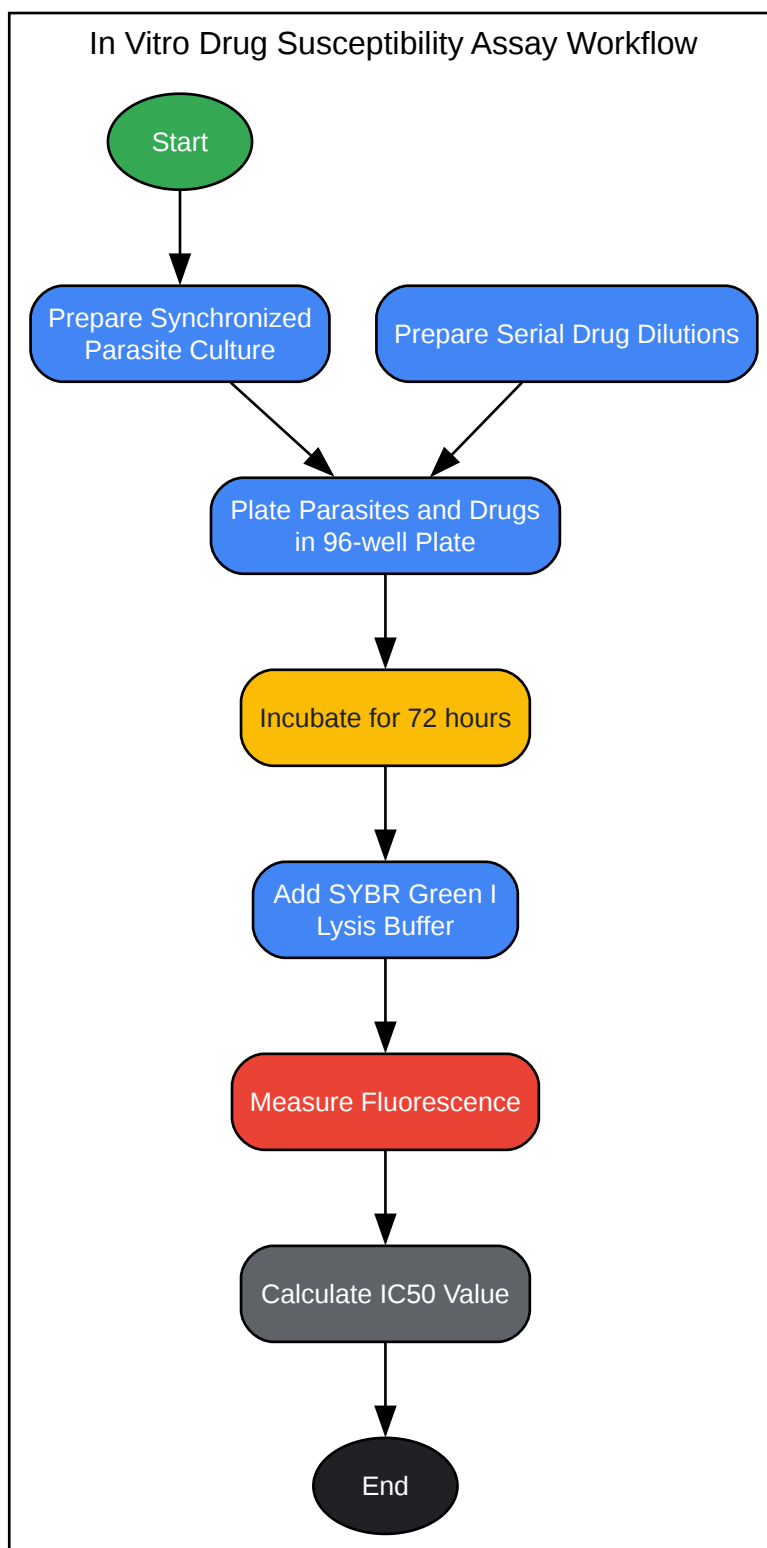 In Vitro Drug Susceptibility Assay Workflow
Start
Prepare Synchronized
Parasite Culture
Prepare Serial Drug Dilutions
Plate Parasites and Drugs
in 96-well Plate
Incubate for 72 hours
Add SYBR Green I
Lysis Buffer
Measure Fluorescence
Calculate IC50 Value
End